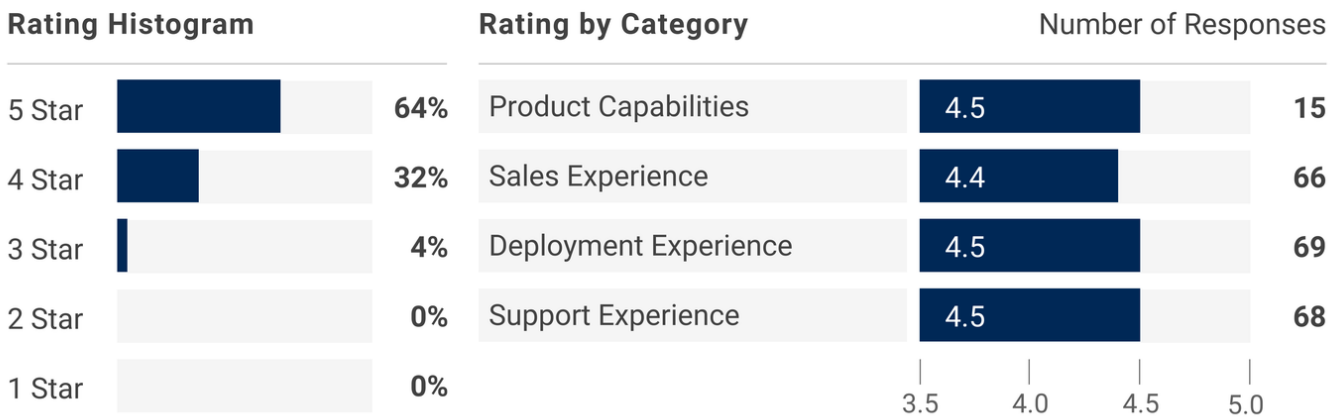 Rating Histogram
5 Star 64%
4 Star 32%
3 Star 4%
2 Star 0%
1 Star 0%
Rating by Category Number of Responses
Product Capabilities 4.5 15
Sales Experience 4.4 66
Deployment Experience 4.5 69
Support Experience 4.5 68
3.5 4.0 4.5 5.0